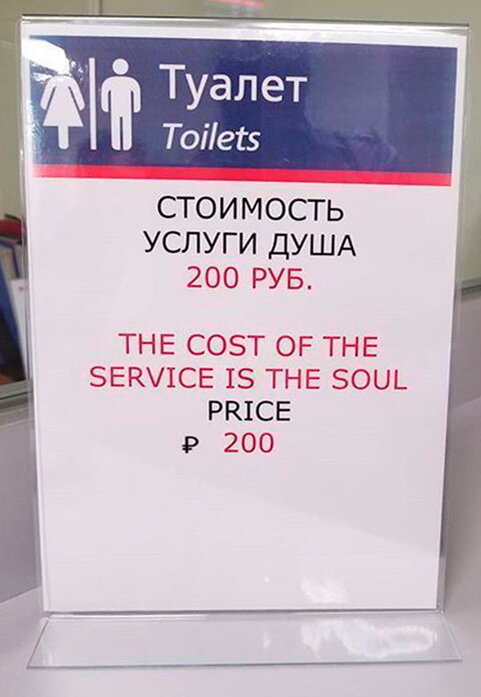 Туалет
Toilets
СТОИМОСТЬ
УСЛУГИ ДУША
200 РУБ.
THE COST OF THE
SERVICE IS THE SOUL
PRICE
₽ 200